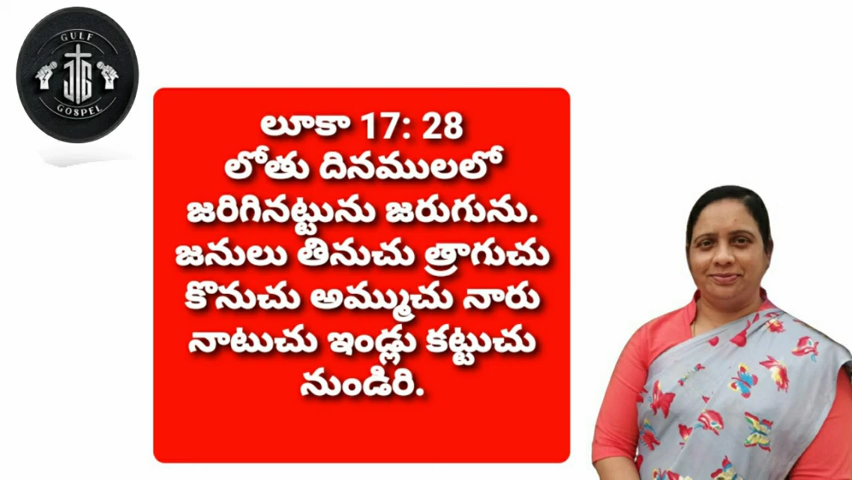 GULF
JG
GOSPEL
లూకా 17: 28
లోతు దినములలో
జరిగినట్టును జరుగును.
జనులు తినుచు త్రాగుచు
కొనుచు అమ్ముచు నారు
నాటుచు ఇండ్లు కట్టుచు
నుండిరి.